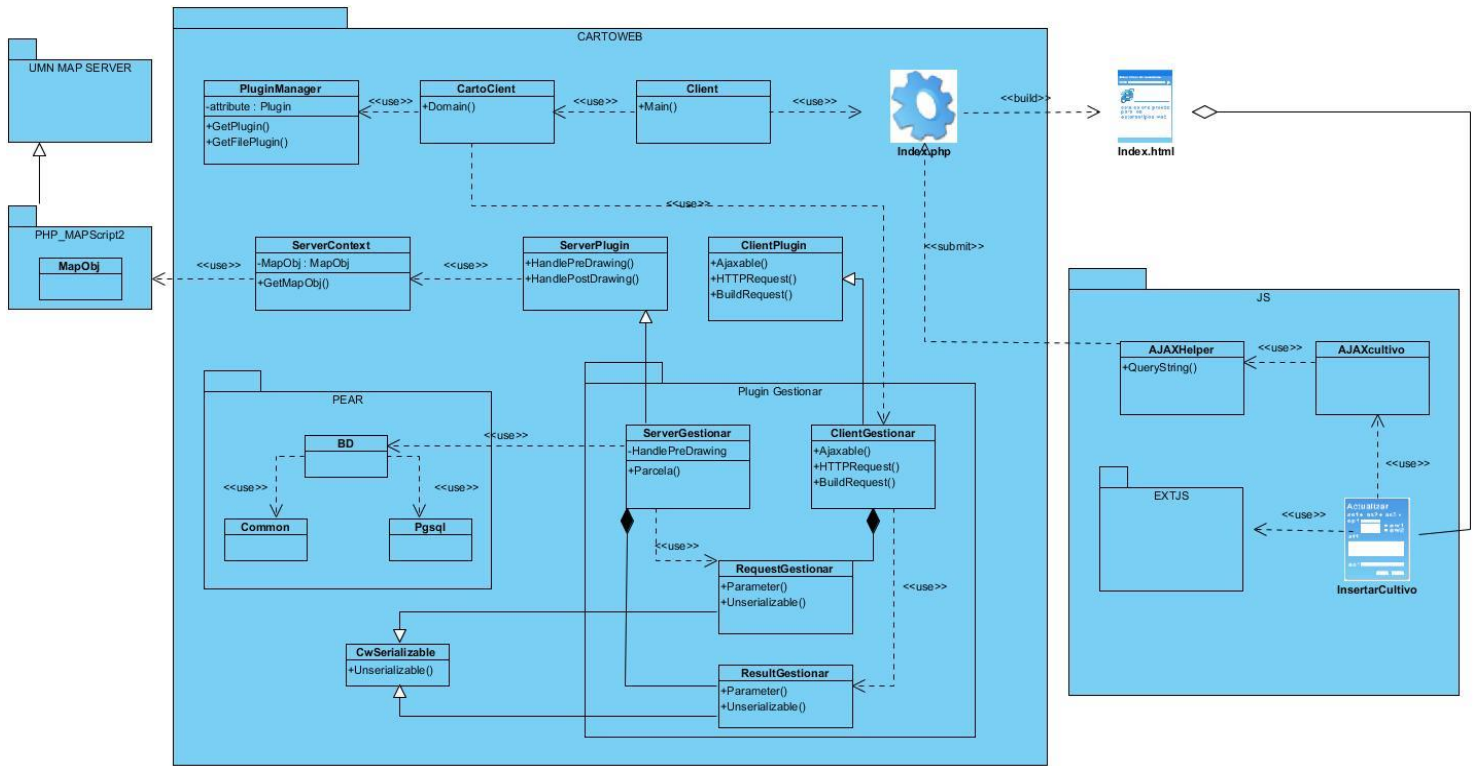 CARTOWEB
UMN MAP SERVER
PluginManager
-attribute : Plugin
+GetPlugin()
+GetFilePlugin()
<<use>>
CartoCient
+Domain()
<<use>>
Client
+Main()
<<use>>
Index.php
<<build>>
Index.html
<<use>>
PHP_MAPScript2
MapObj
<<use>>
ServerContext
-MapObj : MapObj
+GetMapObj()
<<use>>
ServerPlugin
+HandlePreDrawing()
+HandlePostDrawing()
ClientPlugin
+Ajaxable()
+HTTPRequest()
+BuildRequest()
<<submit>>
JS
AJAXHelper
+QueryString()
<<use>>
AJAXcultivo
PEAR
BD
<<use>>
<<use>>
Common
Pgsql
<<use>>
Plugin Gestionar
ServerGestionar
-HandlePreDrawing
+Parcela()
ClientGestionar
+Ajaxable()
+HTTPRequest()
+BuildRequest()
<<use>>
<<use>>
EXTJS
<<use>>
Actualizar
InsertarCultivo
<<use>>
RequestGestionar
+Parameter()
+Unserializable()
CwSerializable
+Unserializable()
ResultGestionar
+Parameter()
+Unserializable()